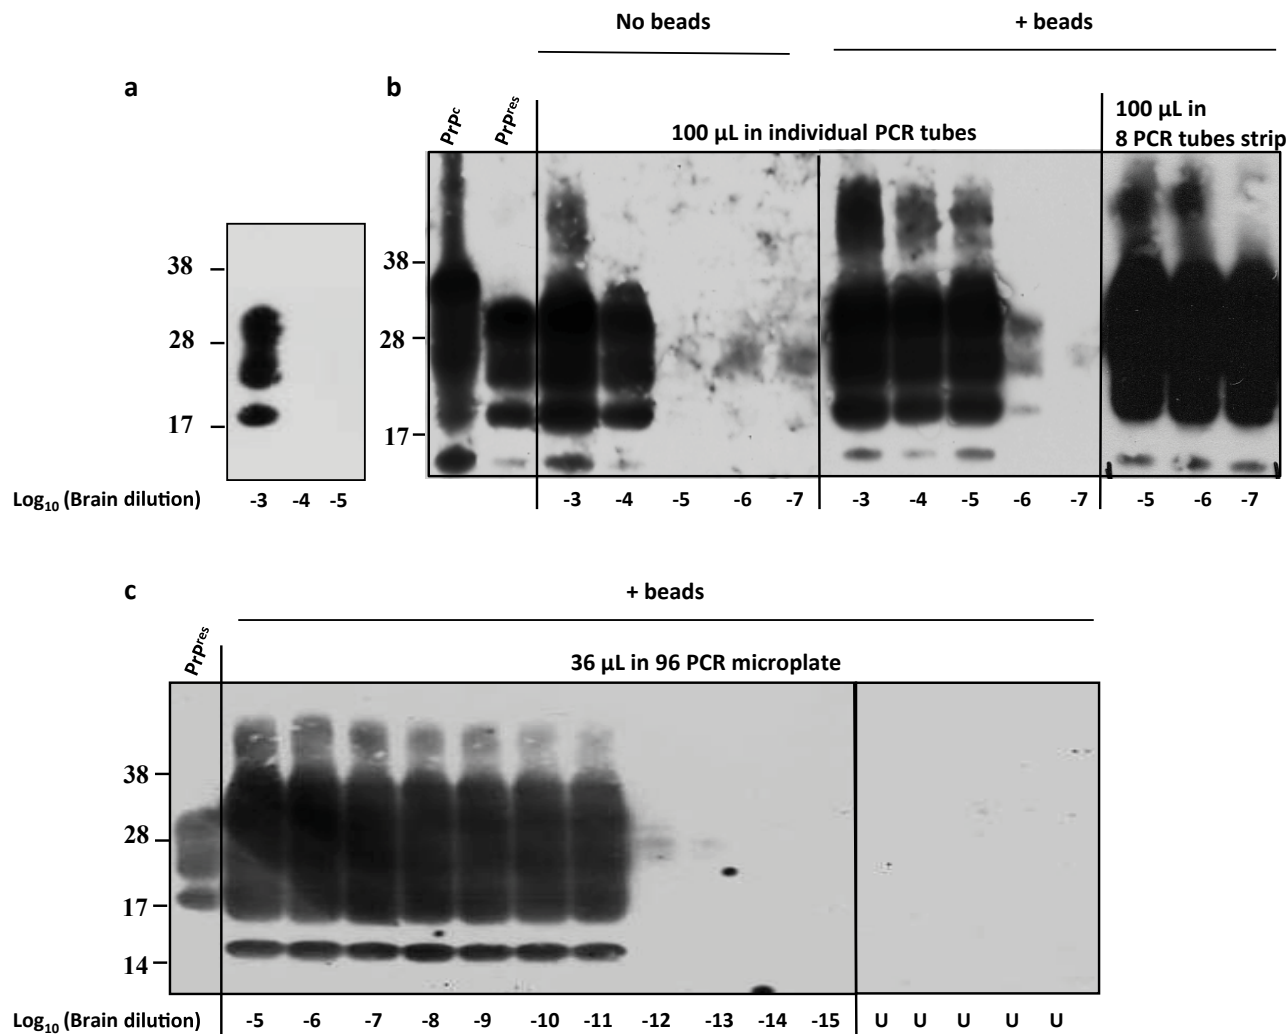 No beads
+ beads
a
b
PrPᶜ
PrPʳᵉˢ
100 µL in individual PCR tubes
100 µL in
8 PCR tubes strip
38
28
17
38
28
17
Log₁₀ (Brain dilution) -3 -4 -5
-3 -4 -5 -6 -7 -3 -4 -5 -6 -7 -5 -6 -7
c
+ beads
PrPʳᵉˢ
36 µL in 96 PCR microplate
38
28
17
14
Log₁₀ (Brain dilution) -5 -6 -7 -8 -9 -10 -11 -12 -13 -14 -15 U U U U U